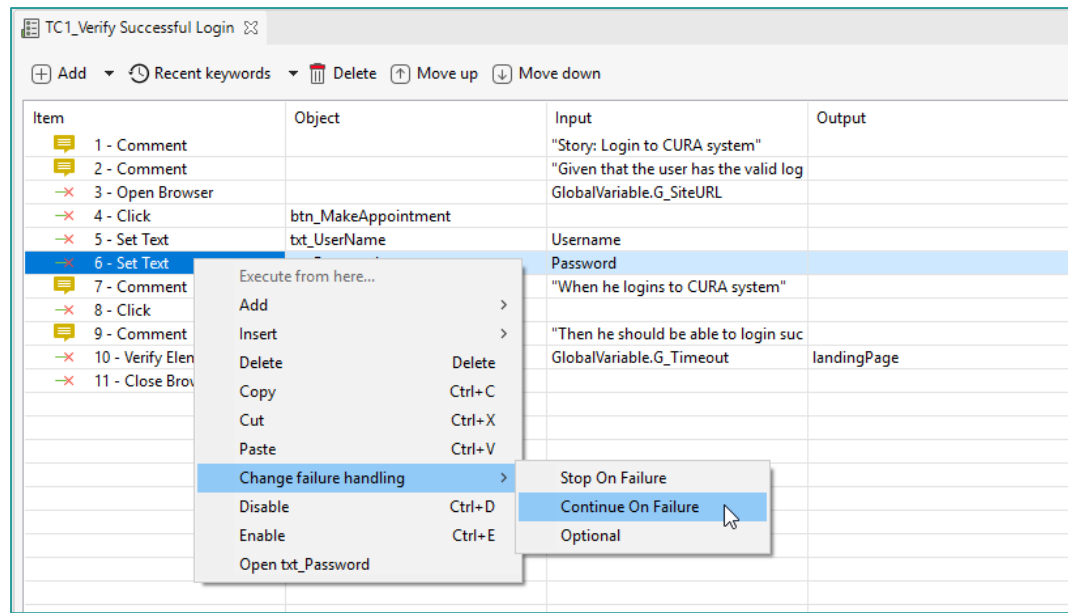 TC1_Verify Successful Login
Add Recent keywords Delete Move up Move down
Item Object Input Output
1 - Comment "Story: Login to CURA system"
2 - Comment "Given that the user has the valid log
3 - Open Browser GlobalVariable.G_SiteURL
4 - Click btn_MakeAppointment
5 - Set Text txt_UserName Username
6 - Set Text Password
7 - Comment "When he logins to CURA system"
8 - Click
9 - Comment "Then he should be able to login suc
10 - Verify Elen GlobalVariable.G_Timeout landingPage
11 - Close Brov
Execute from here...
Add
Insert
Delete Delete
Copy Ctrl+C
Cut Ctrl+X
Paste Ctrl+V
Change failure handling
Disable Ctrl+D
Enable Ctrl+E
Open txt_Password
Stop On Failure
Continue On Failure
Optional